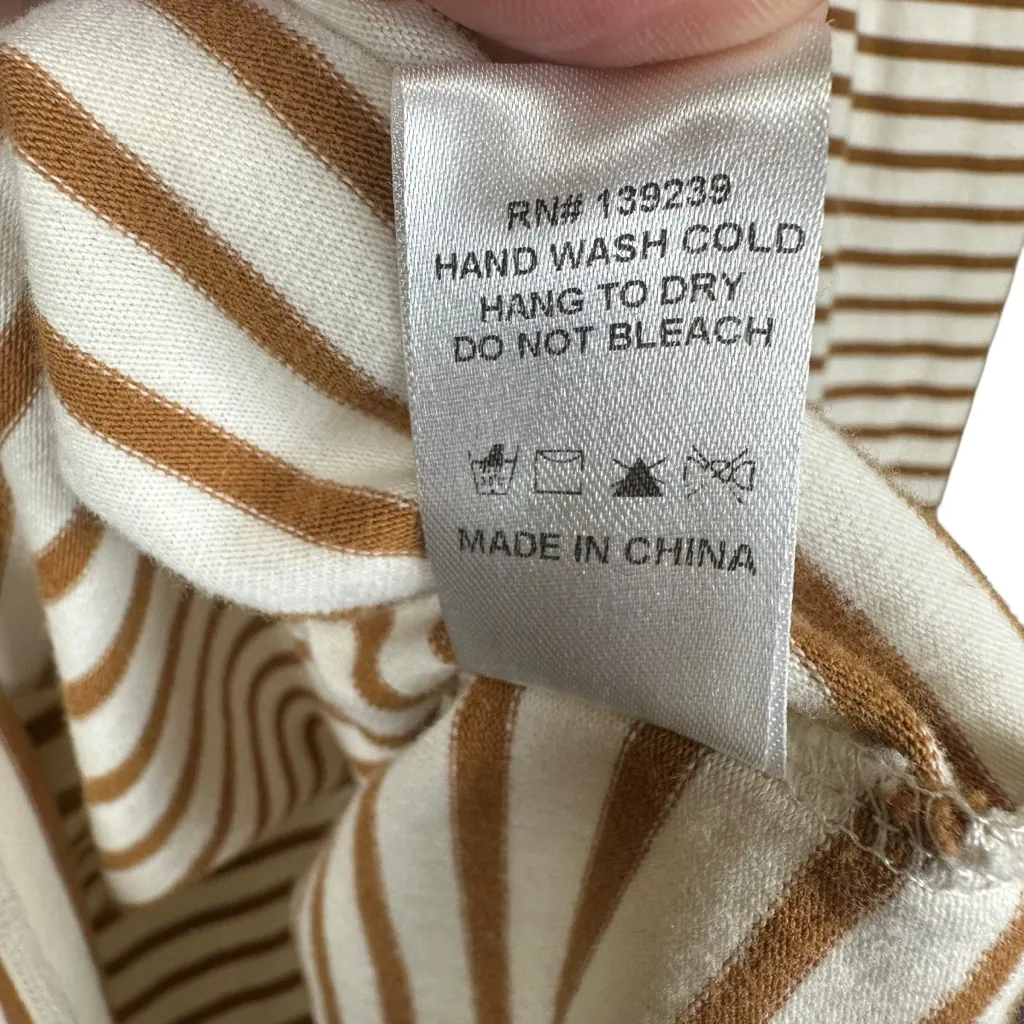 RN# 139239
HAND WASH COLD
HANG TO DRY
DO NOT BLEACH
MADE IN CHINA